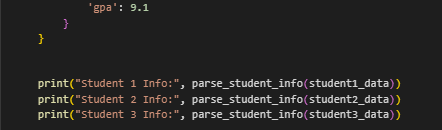 'gpa': 9.1
}
}
print("Student 1 Info:", parse_student_info(student1_data))
print("Student 2 Info:", parse_student_info(student2_data))
print("Student 3 Info:", parse_student_info(student3_data))